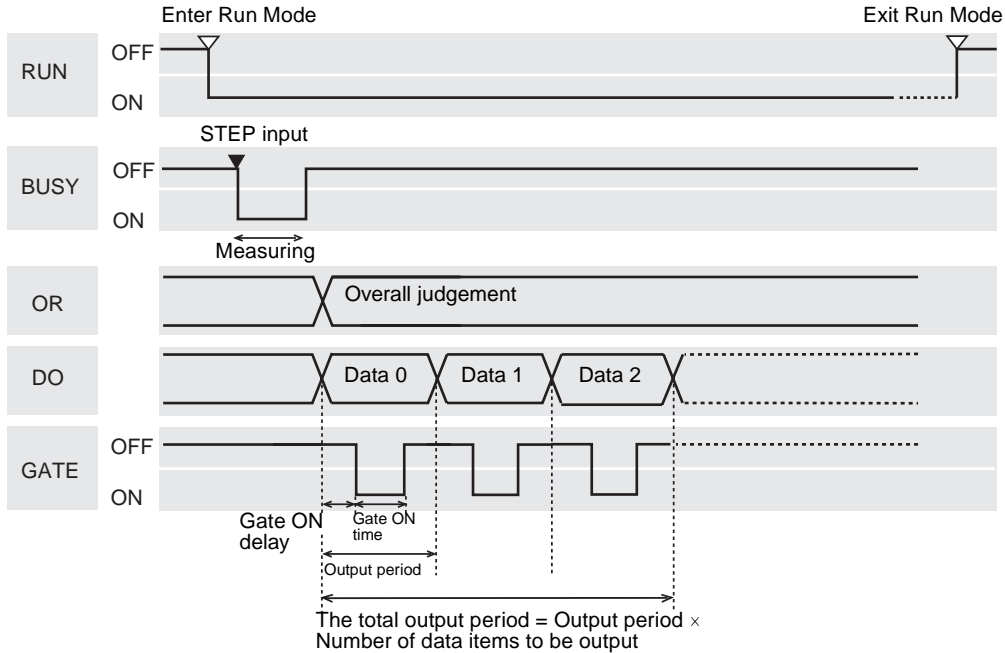 Enter Run Mode
Exit Run Mode
RUN
OFF
ON
STEP input
BUSY
OFF
ON
Measuring
OR
Overall judgement
DO
Data 0
Data 1
Data 2
GATE
OFF
ON
Gate ON
delay
Gate ON
time
Output period
The total output period = Output period ×
Number of data items to be output